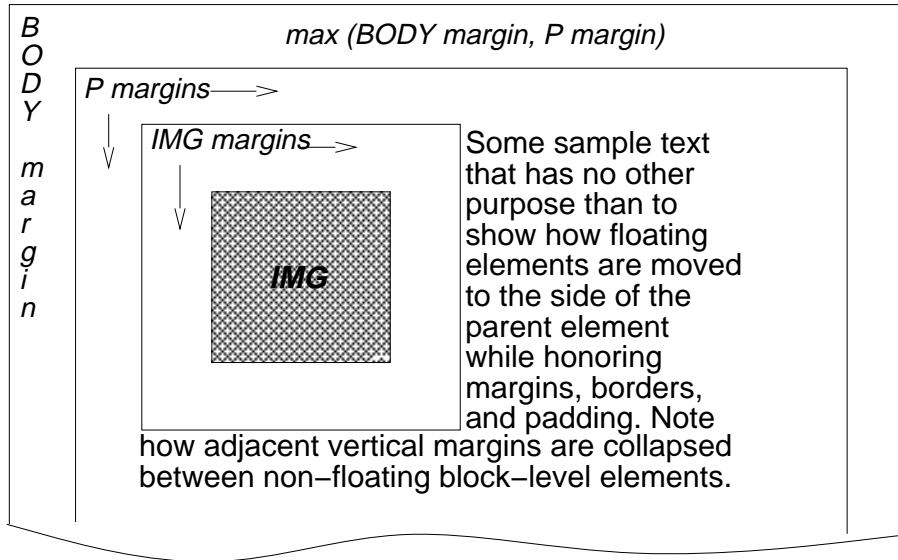 BODY margin
max (BODY margin, P margin)
P margins
IMG margins
IMG
Some sample text
that has no other
purpose than to
show how floating
elements are moved
to the side of the
parent element
while honoring
margins, borders,
and padding. Note
how adjacent vertical margins are collapsed
between non−floating block−level elements.